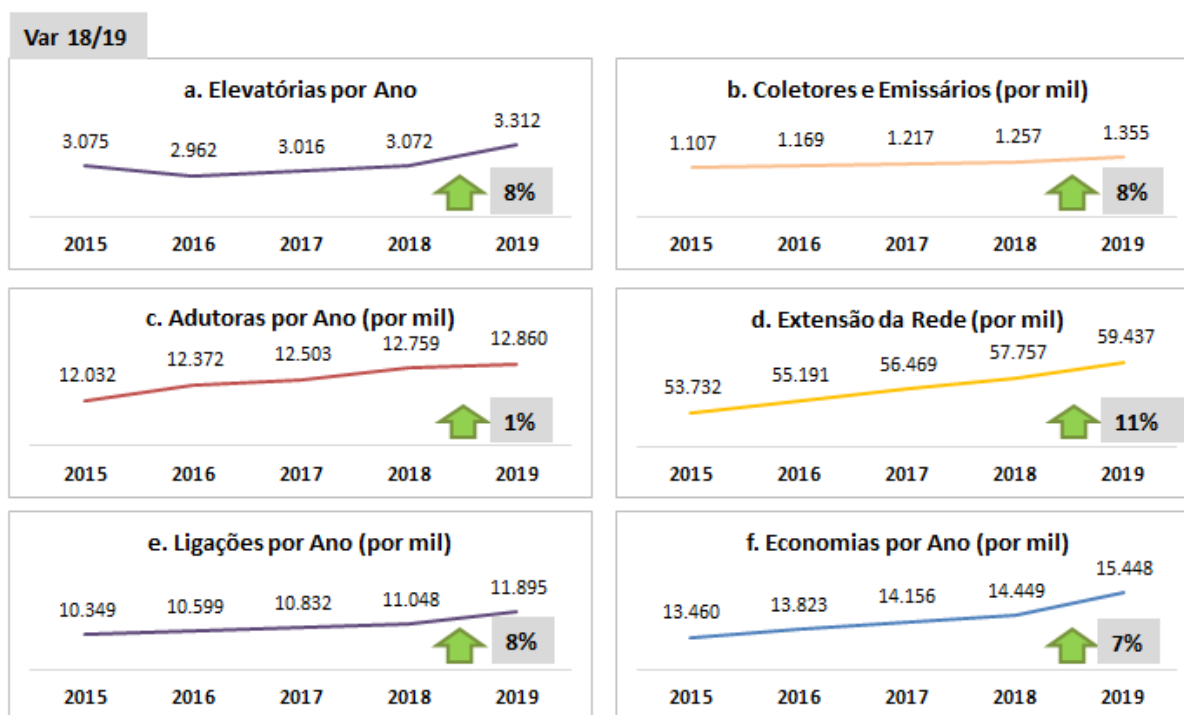 Var 18/19
a. Elevatórias por Ano
3.075 2.962 3.016 3.072 3.312
8%
2015 2016 2017 2018 2019
b. Coletores e Emissários (por mil)
1.107 1.169 1.217 1.257 1.355
8%
2015 2016 2017 2018 2019
c. Adutoras por Ano (por mil)
12.032 12.372 12.503 12.759 12.860
1%
2015 2016 2017 2018 2019
d. Extensão da Rede (por mil)
53.732 55.191 56.469 57.757 59.437
11%
2015 2016 2017 2018 2019
e. Ligações por Ano (por mil)
10.349 10.599 10.832 11.048 11.895
8%
2015 2016 2017 2018 2019
f. Economias por Ano (por mil)
13.460 13.823 14.156 14.449 15.448
7%
2015 2016 2017 2018 2019